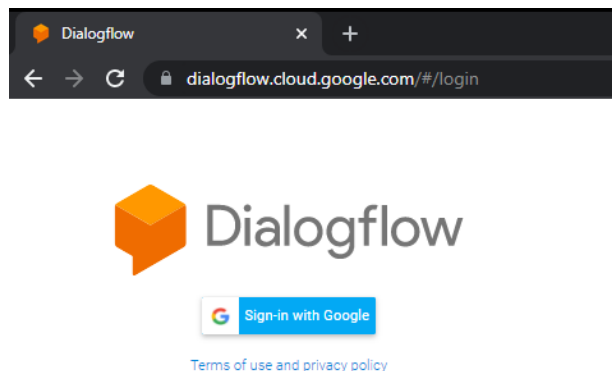 Dialogflow
dialogflow.cloud.google.com/#/login
Dialogflow
Sign-in with Google
Terms of use and privacy policy